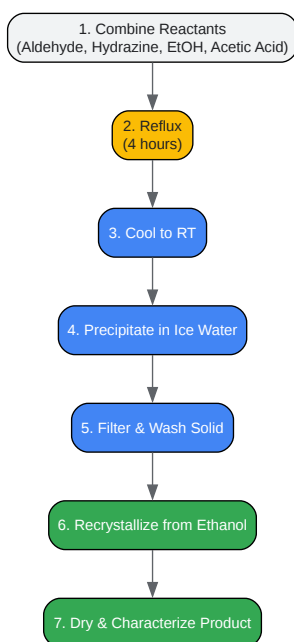 1. Combine Reactants
(Aldehyde, Hydrazine, EtOH, Acetic Acid)
2. Reflux
(4 hours)
3. Cool to RT
4. Precipitate in Ice Water
5. Filter & Wash Solid
6. Recrystallize from Ethanol
7. Dry & Characterize Product